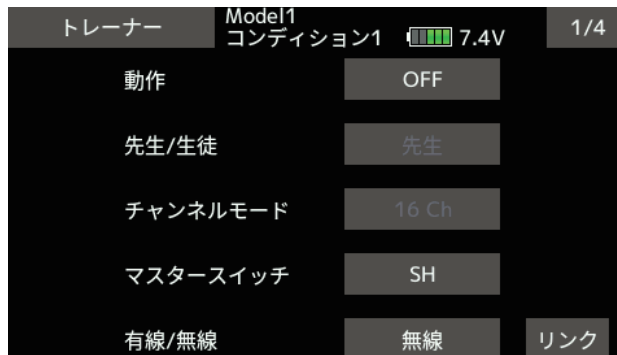 トレーナー
Model1
コンディション1 7.4V
1/4
動作 OFF
先生/生徒 先生
チャンネルモード 16 Ch
マスタースイッチ SH
有線/無線 無線 リンク